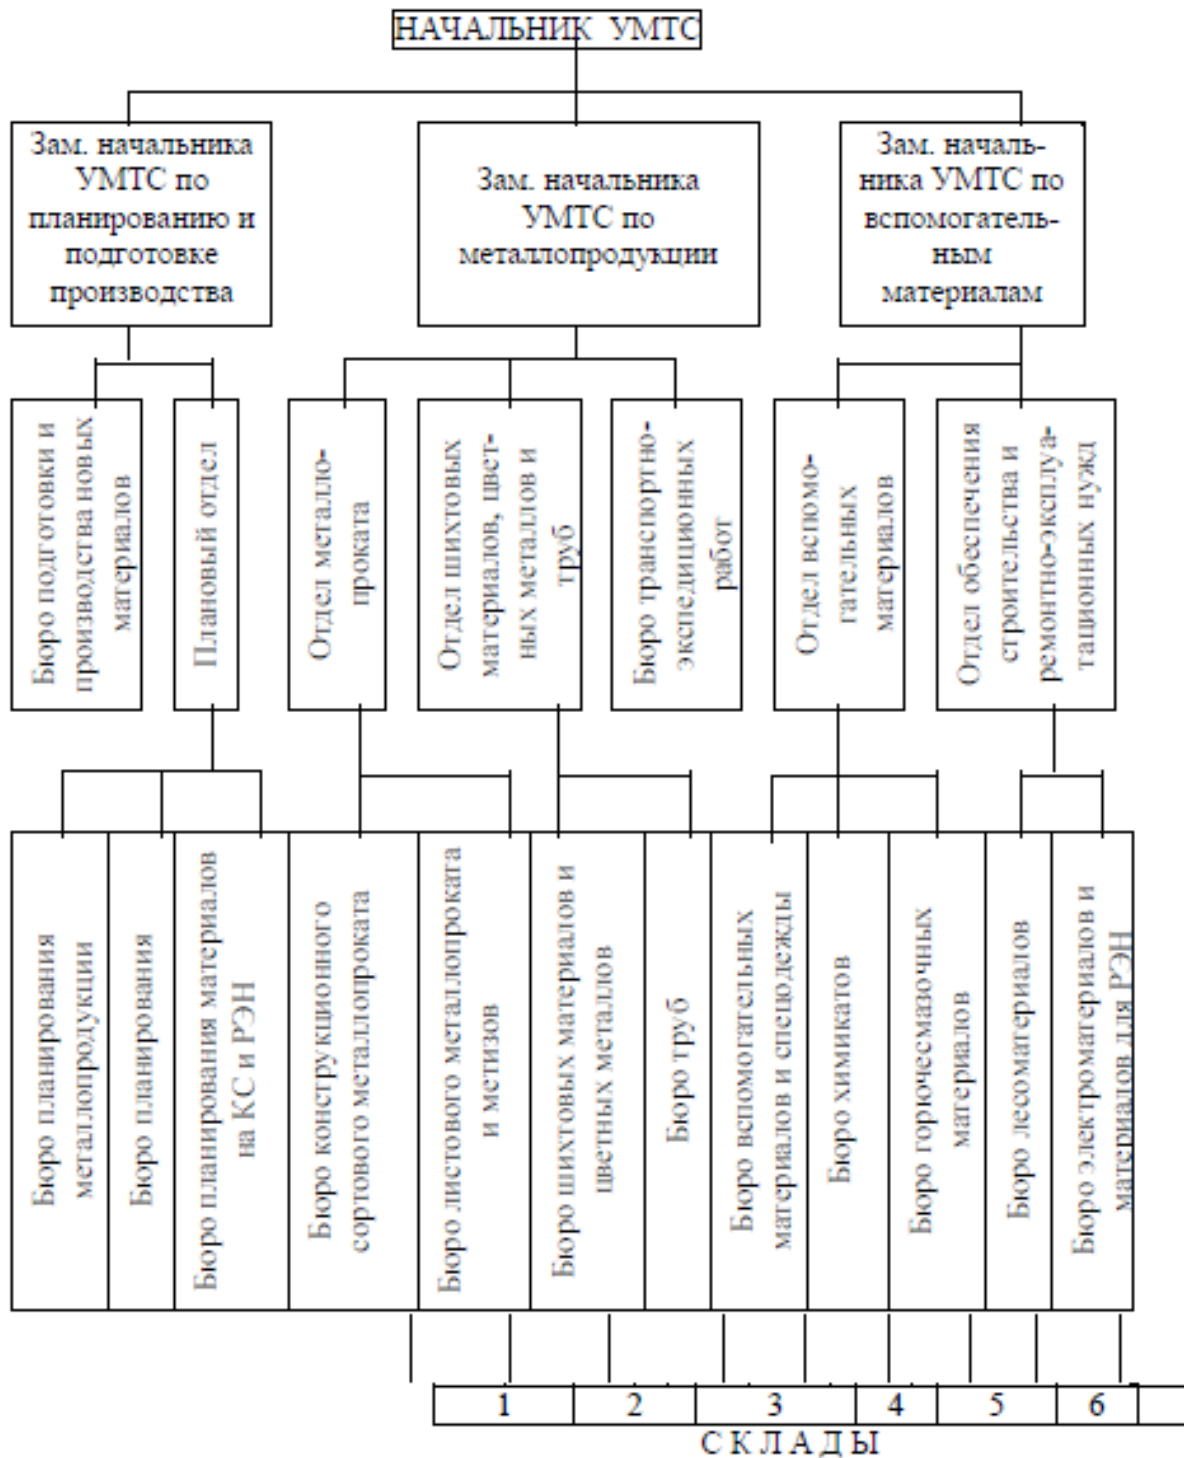 НАЧАЛЬНИК УМТС
Зам. начальника
УМТС по
планированию и
подготовке
производства
Зам. начальника
УМТС по
металлопродукции
Зам. началь-
ника УМТС по
вспомогатель-
ным
материалам
Бюро подготовки и
производства новых
материалов
Плановый отдел
Отдел металло-
проката
Отдел шихтовых
материалов, цвет-
ных металлов и
труб
Бюро транспортно-
экспедиционных
работ
Отдел вспомо-
гательных
материалов
Отдел обеспечения
строительства и
ремонтно-эксплуа-
тационных нужд
Бюро планирования
металлопродукции
Бюро планирования
Бюро планирования материалов
на КС и РЭН
Бюро конструкционного
сортового металлопроката
Бюро листового металлопроката
и метизов
Бюро шихтовых материалов и
цветных металлов
Бюро труб
Бюро вспомогательных
материалов и спецодежды
Бюро химикатов
Бюро горючесмазочных
материалов
Бюро лесоматериалов
Бюро электроматериалов и
материалов для РЭН
1 2 3 4 5 6
С К Л А Д Ы